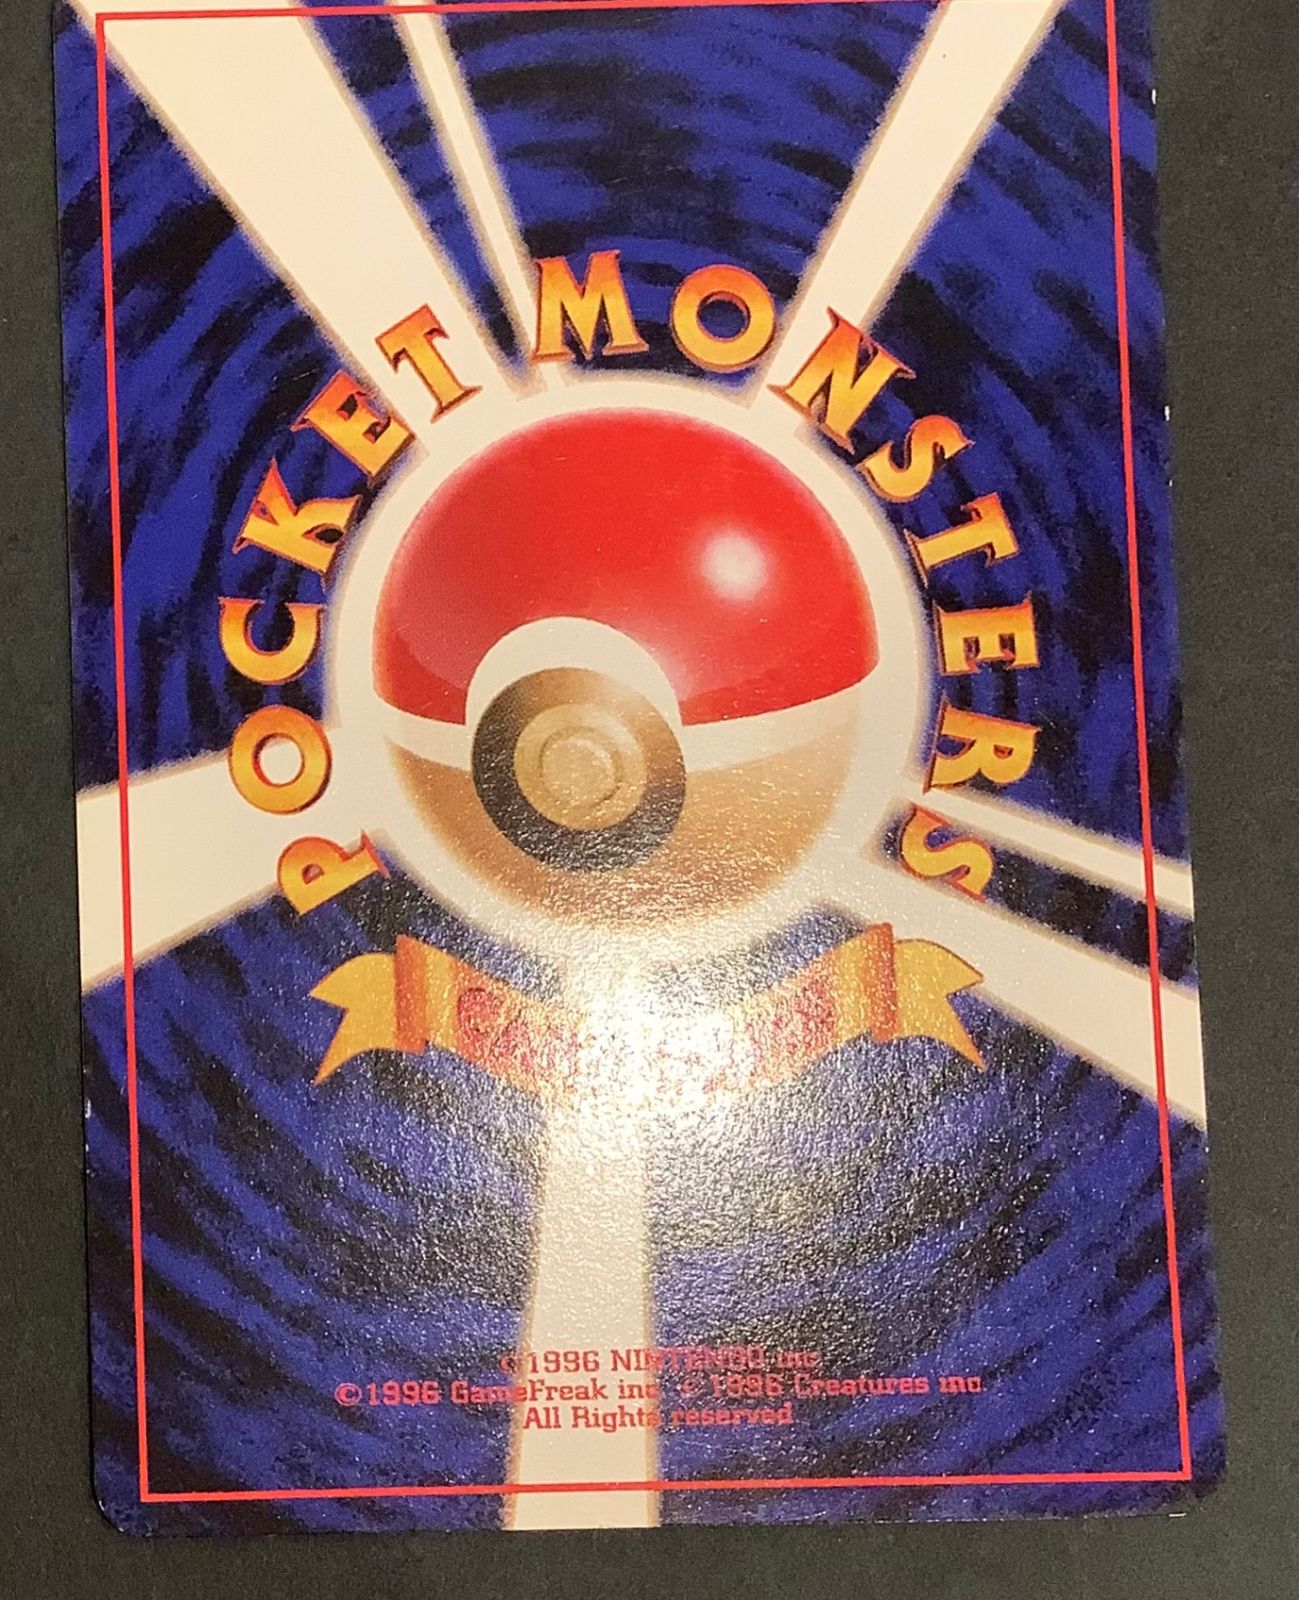 POCKET MONSTERS
©1996 NINTENDO inc
©1996 GameFreak inc ©1996 Creatures inc
All Rights reserved